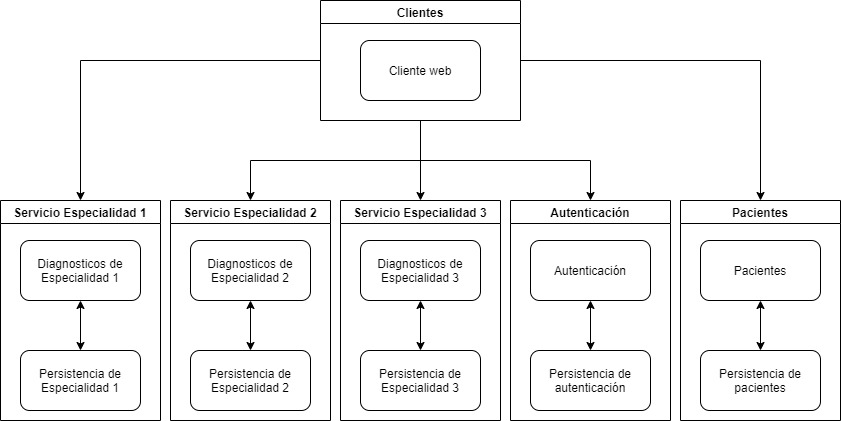 Clientes
Cliente web
Servicio Especialidad 1
Servicio Especialidad 2
Servicio Especialidad 3
Autenticación
Pacientes
Diagnosticos de
Especialidad 1
Diagnosticos de
Especialidad 2
Diagnosticos de
Especialidad 3
Autenticación
Pacientes
Persistencia de
Especialidad 1
Persistencia de
Especialidad 2
Persistencia de
Especialidad 3
Persistencia de
autenticación
Persistencia de
pacientes